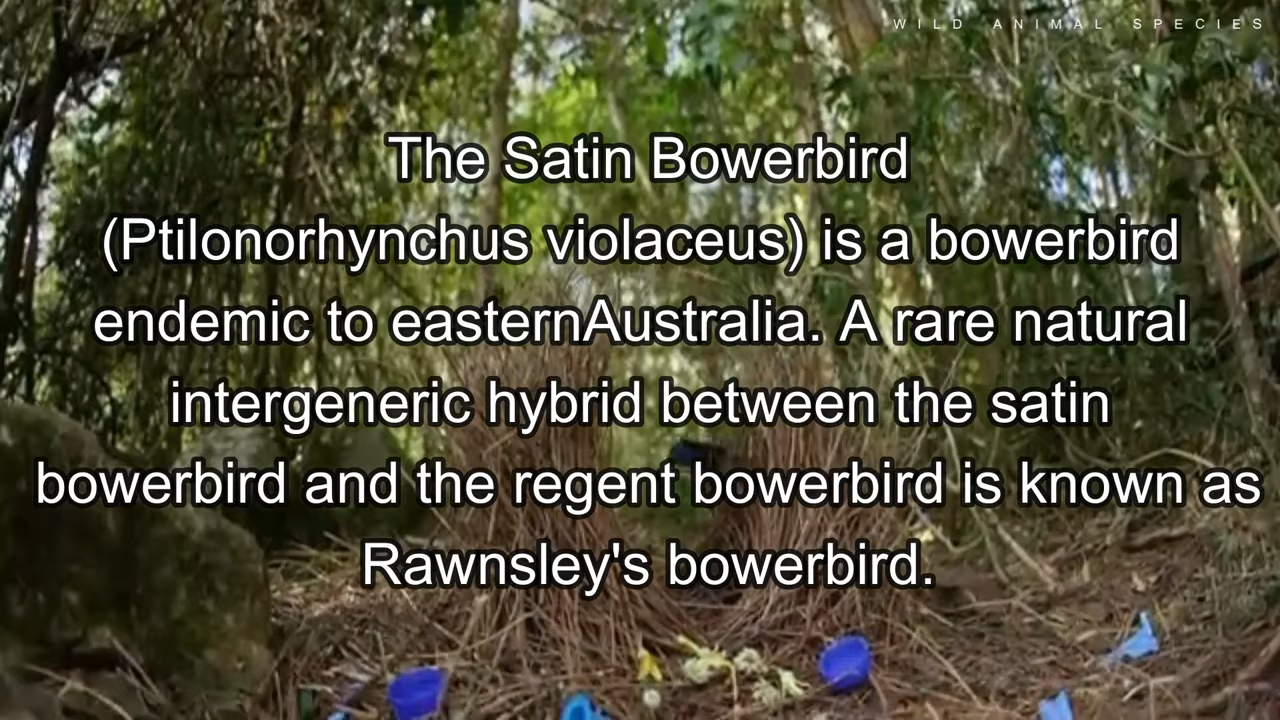 WILD ANIMAL SPECIES
The Satin Bowerbird
(Ptilonorhynchus violaceus) is a bowerbird
endemic to easternAustralia. A rare natural
intergeneric hybrid between the satin
bowerbird and the regent bowerbird is known as
Rawnsley's bowerbird.